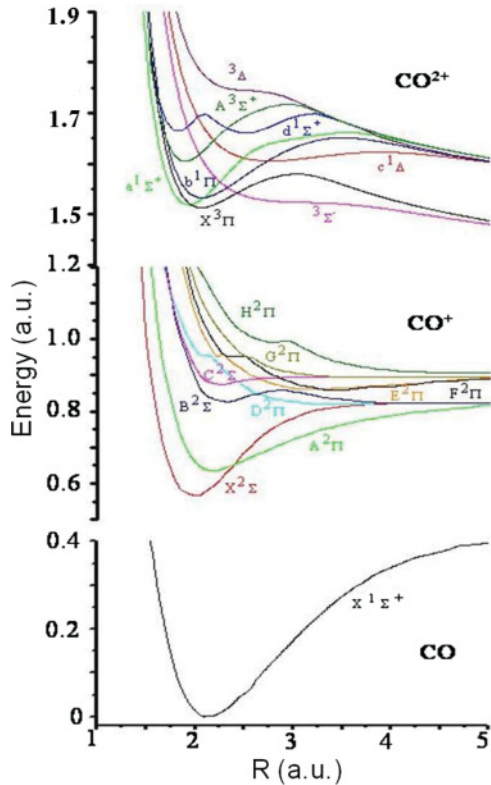 1.9
CO2+
3Δ
A3Σ+
1.7
d1Σ+
c1Δ
b1Π
a1Σ+
X3Π
3Σ-
1.5
1.2
CO+
H2Π
1.0
G2Π
C2Σ
E2Π
F2Π
B2Σ
D2Π
0.8
A2Π
X2Σ
0.6
0.4
X1Σ+
0.2
CO
0
1 2 3 4 5
R (a.u.)
Energy (a.u.)